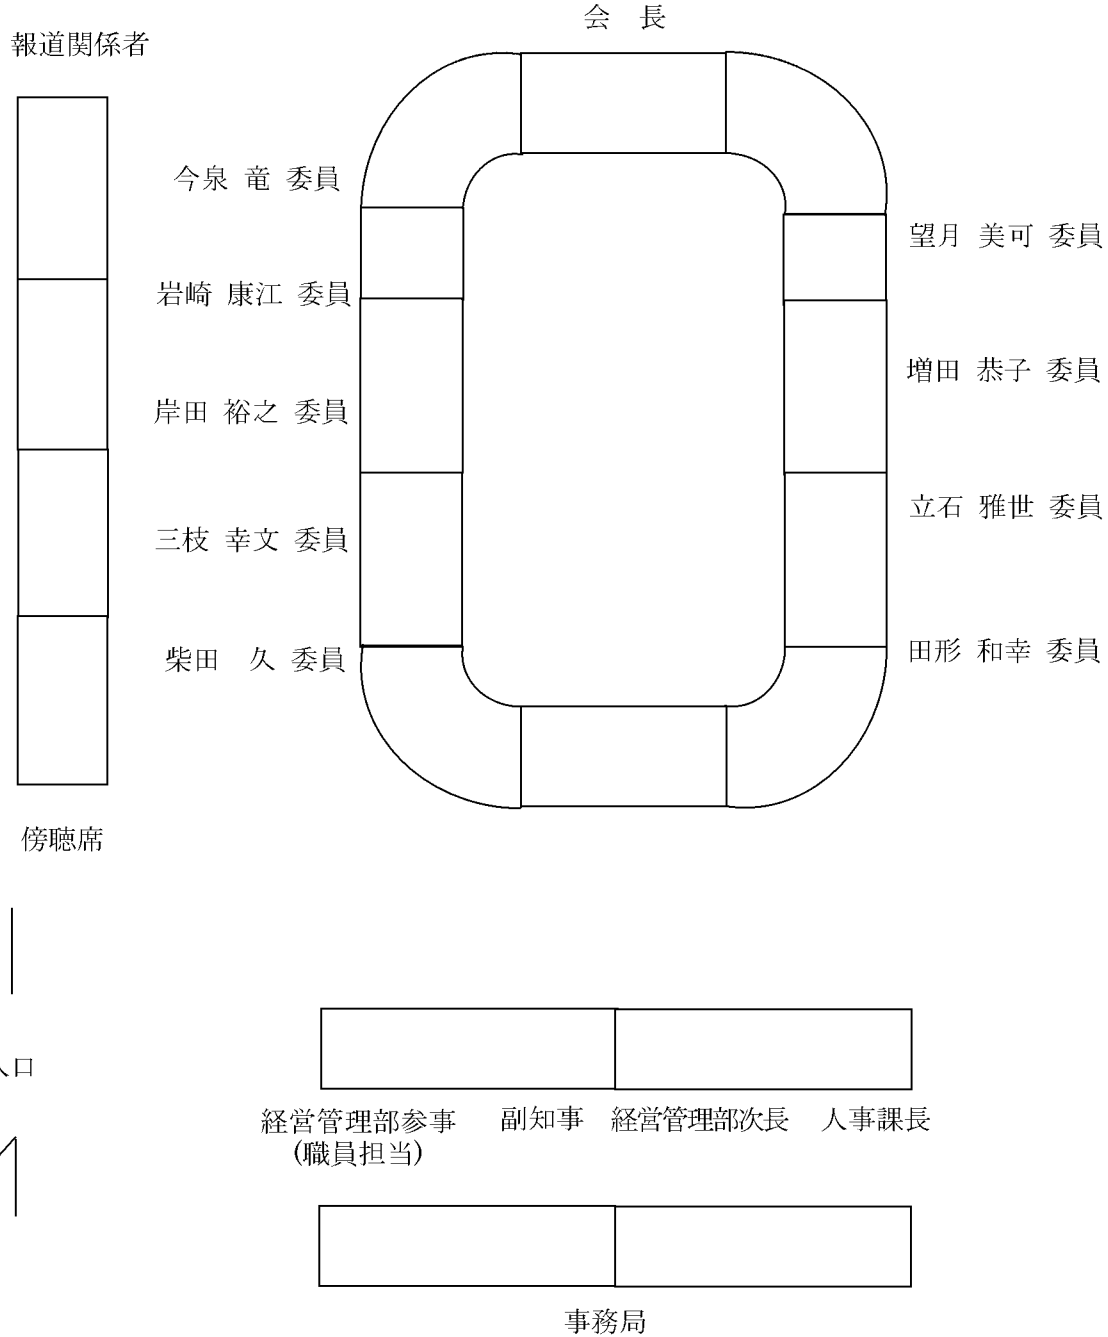 会　長
報道関係者
今泉 竜 委員
望月 美可 委員
岩崎 康江 委員
増田 恭子 委員
岸田 裕之 委員
立石 雅世 委員
三枝 幸文 委員
田形 和幸 委員
柴田　久 委員
傍聴席
入口
経営管理部参事
(職員担当)
副知事
経営管理部次長
人事課長
事務局